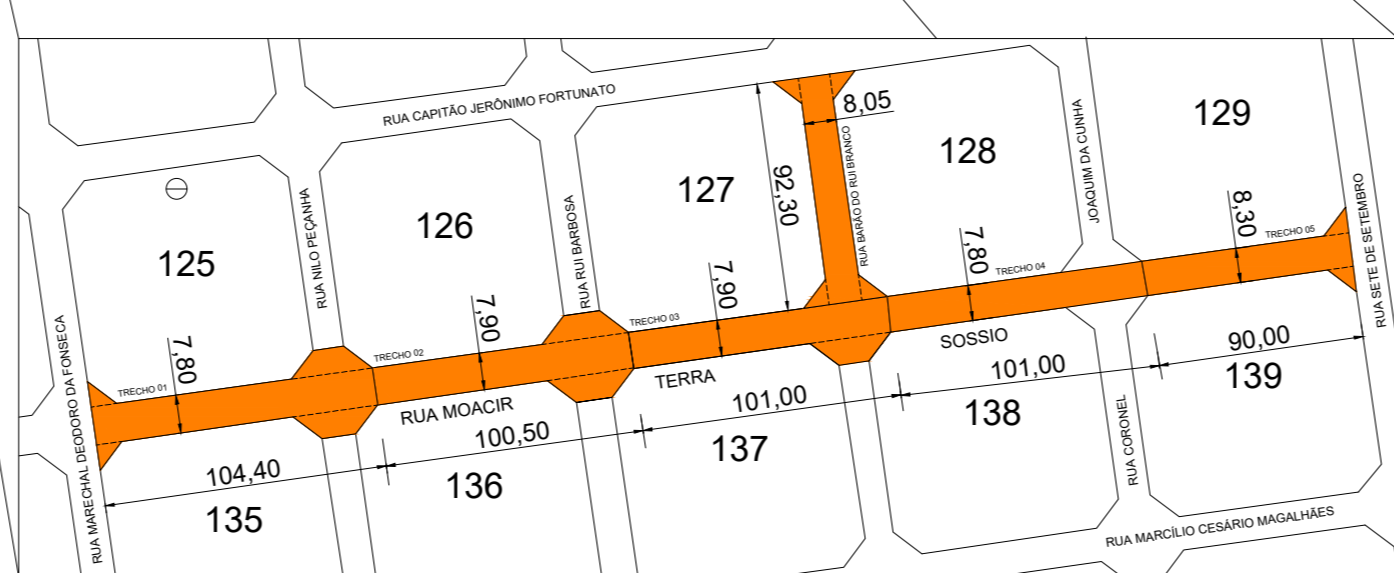 RUA CAPITÃO JERÔNIMO FORTUNATO
8,05
129
128
127
126
125
92,30
RUA BARÃO DO RUI BRANCO
JOAQUIM DA CUNHA
RUA SETE DE SETEMBRO
RUA NILO PEÇANHA
RUA RUI BARBOSA
8,30
TRECHO 05
7,80
TRECHO 04
7,90
TRECHO 03
7,90
TRECHO 02
7,80
TRECHO 01
RUA MARECHAL DEODORO DA FONSECA
RUA MOACIR
TERRA
SOSSIO
90,00
101,00
101,00
100,50
104,40
139
138
137
136
135
RUA CORONEL
RUA MARCÍLIO CESÁRIO MAGALHÃES